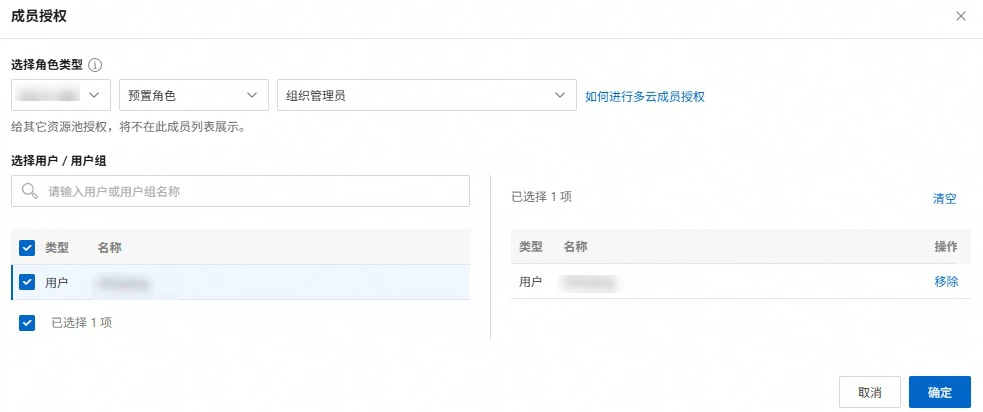 成员授权
选择角色类型
预置角色 组织管理员 如何进行多云成员授权
给其它资源池授权，将不在此成员列表展示。
选择用户 / 用户组
请输入用户或用户组名称
类型 名称
用户
已选择 1 项
已选择 1 项 清空
类型 名称 操作
用户 移除
取消 确定